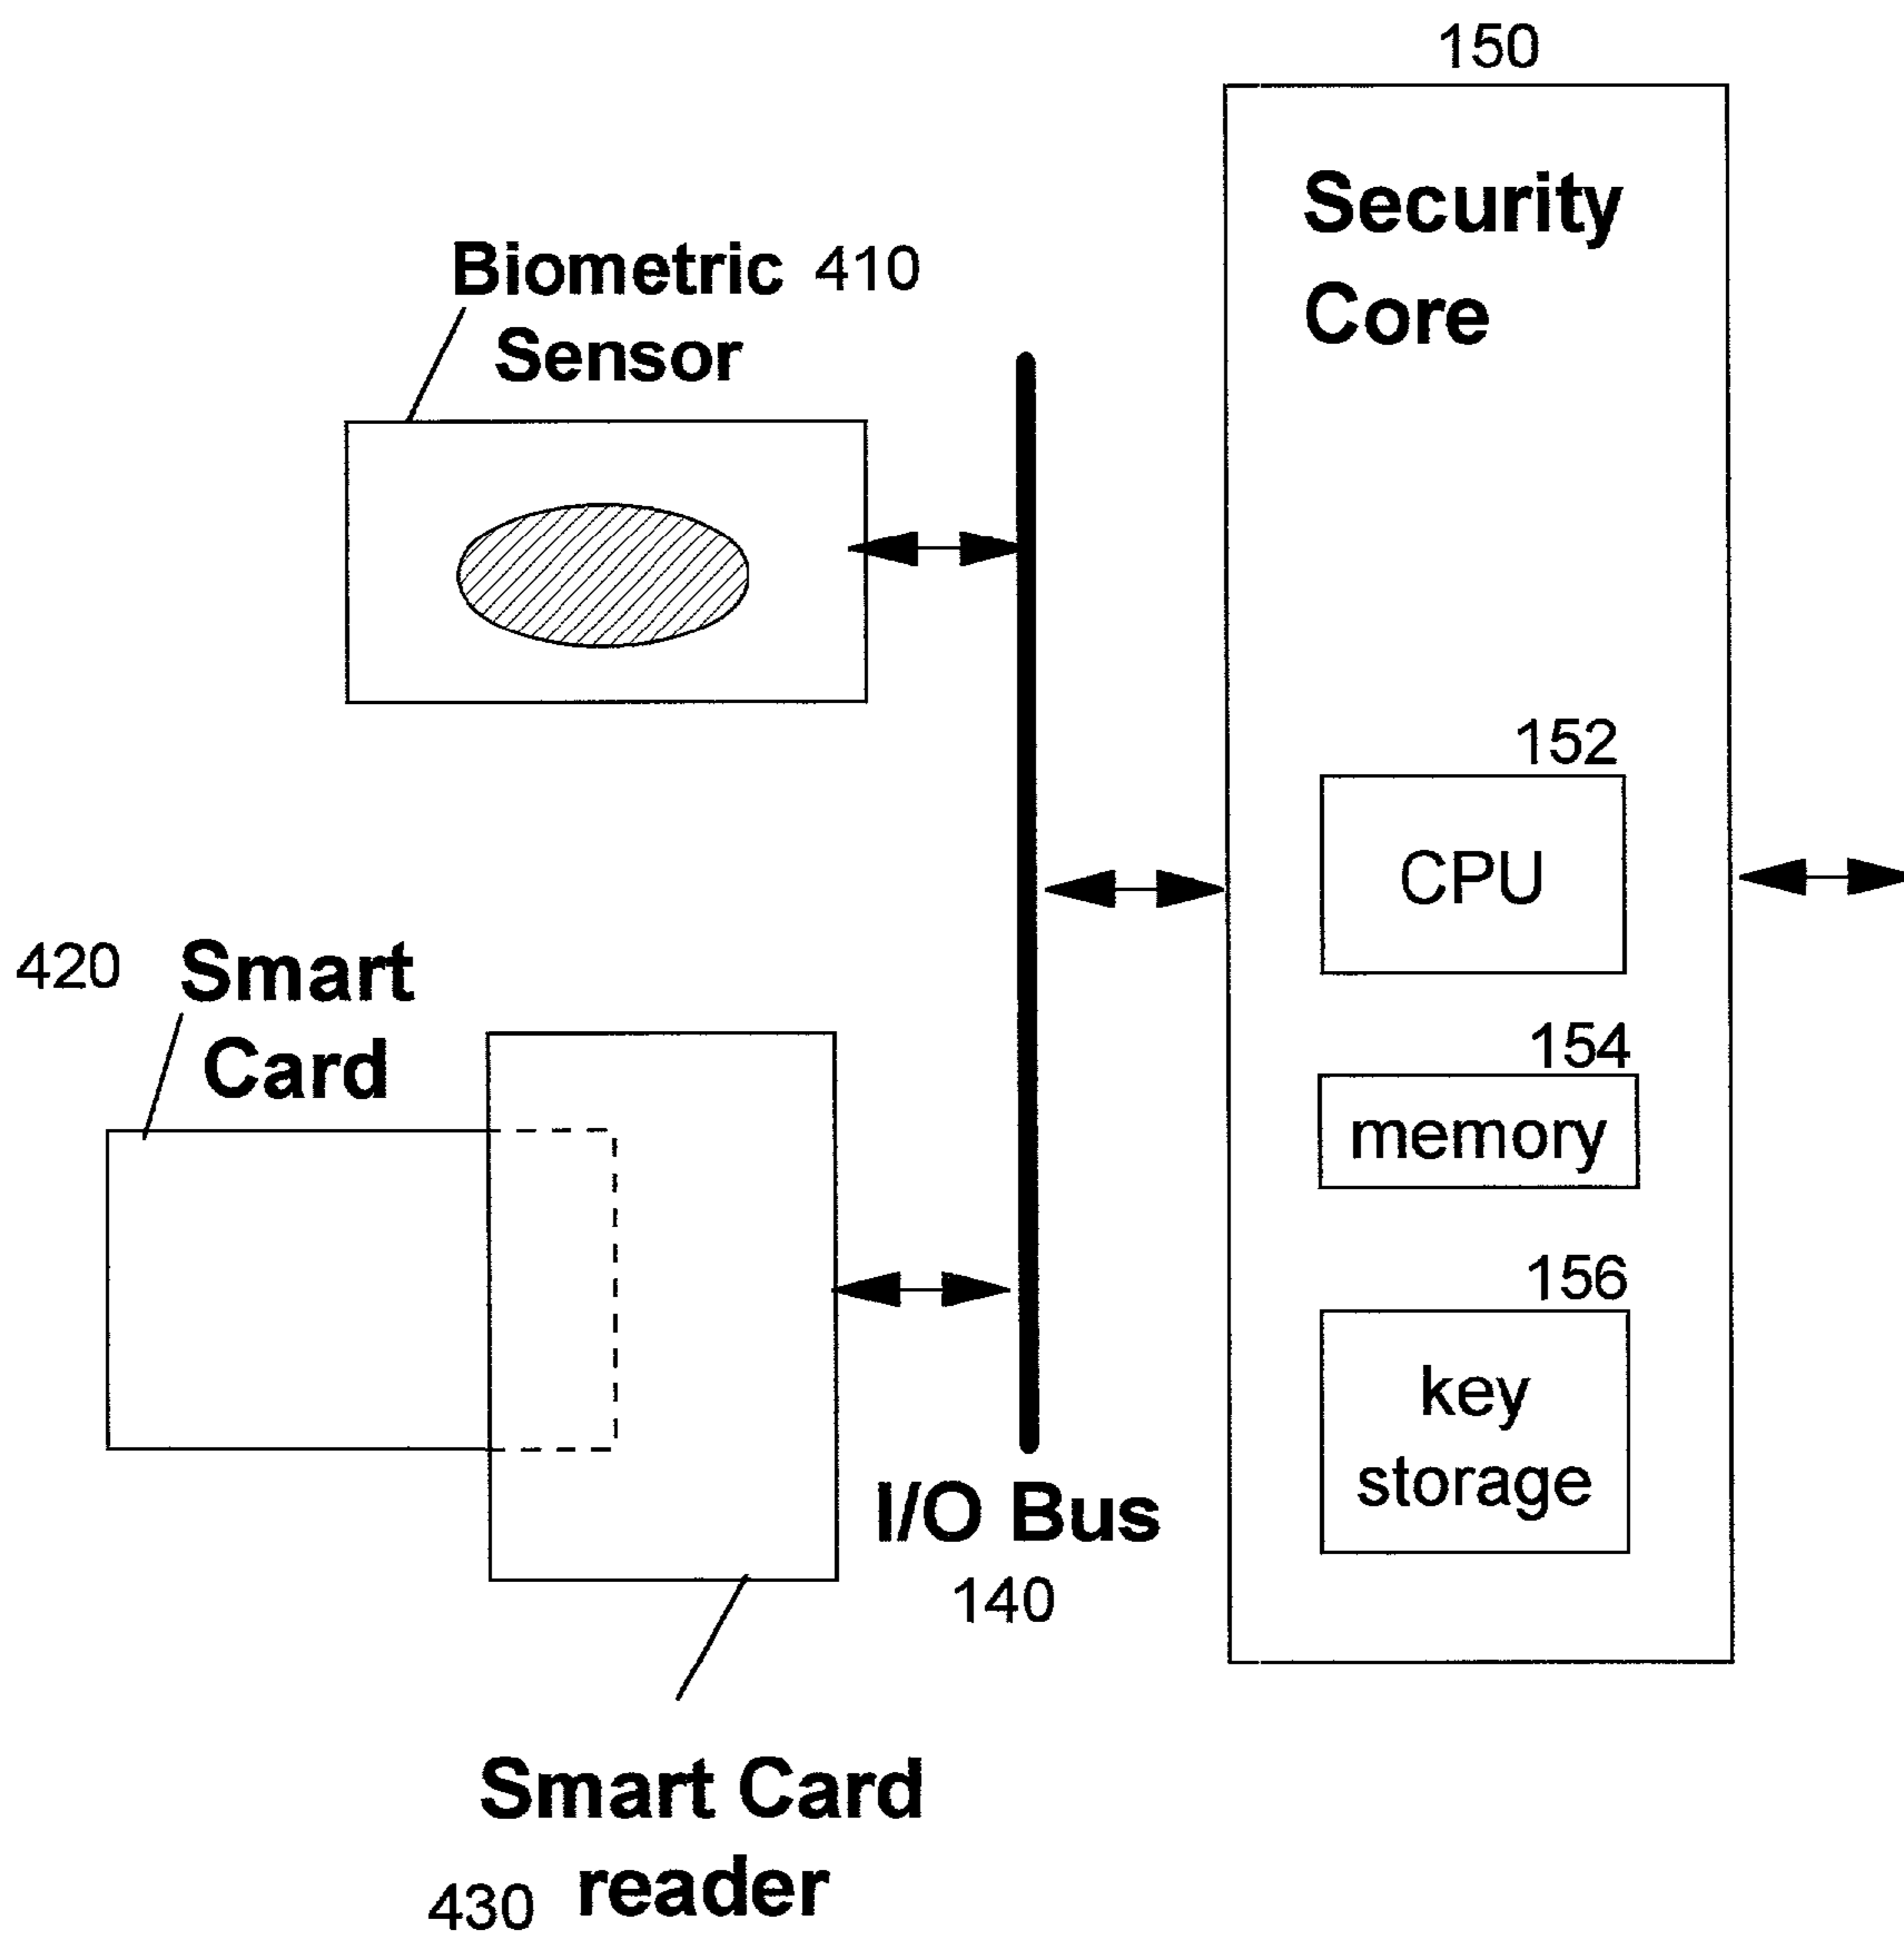 150
Security
Core
Biometric 410
Sensor
152
CPU
420 Smart
Card
154
memory
156
key
storage
I/O Bus
140
Smart Card
430 reader